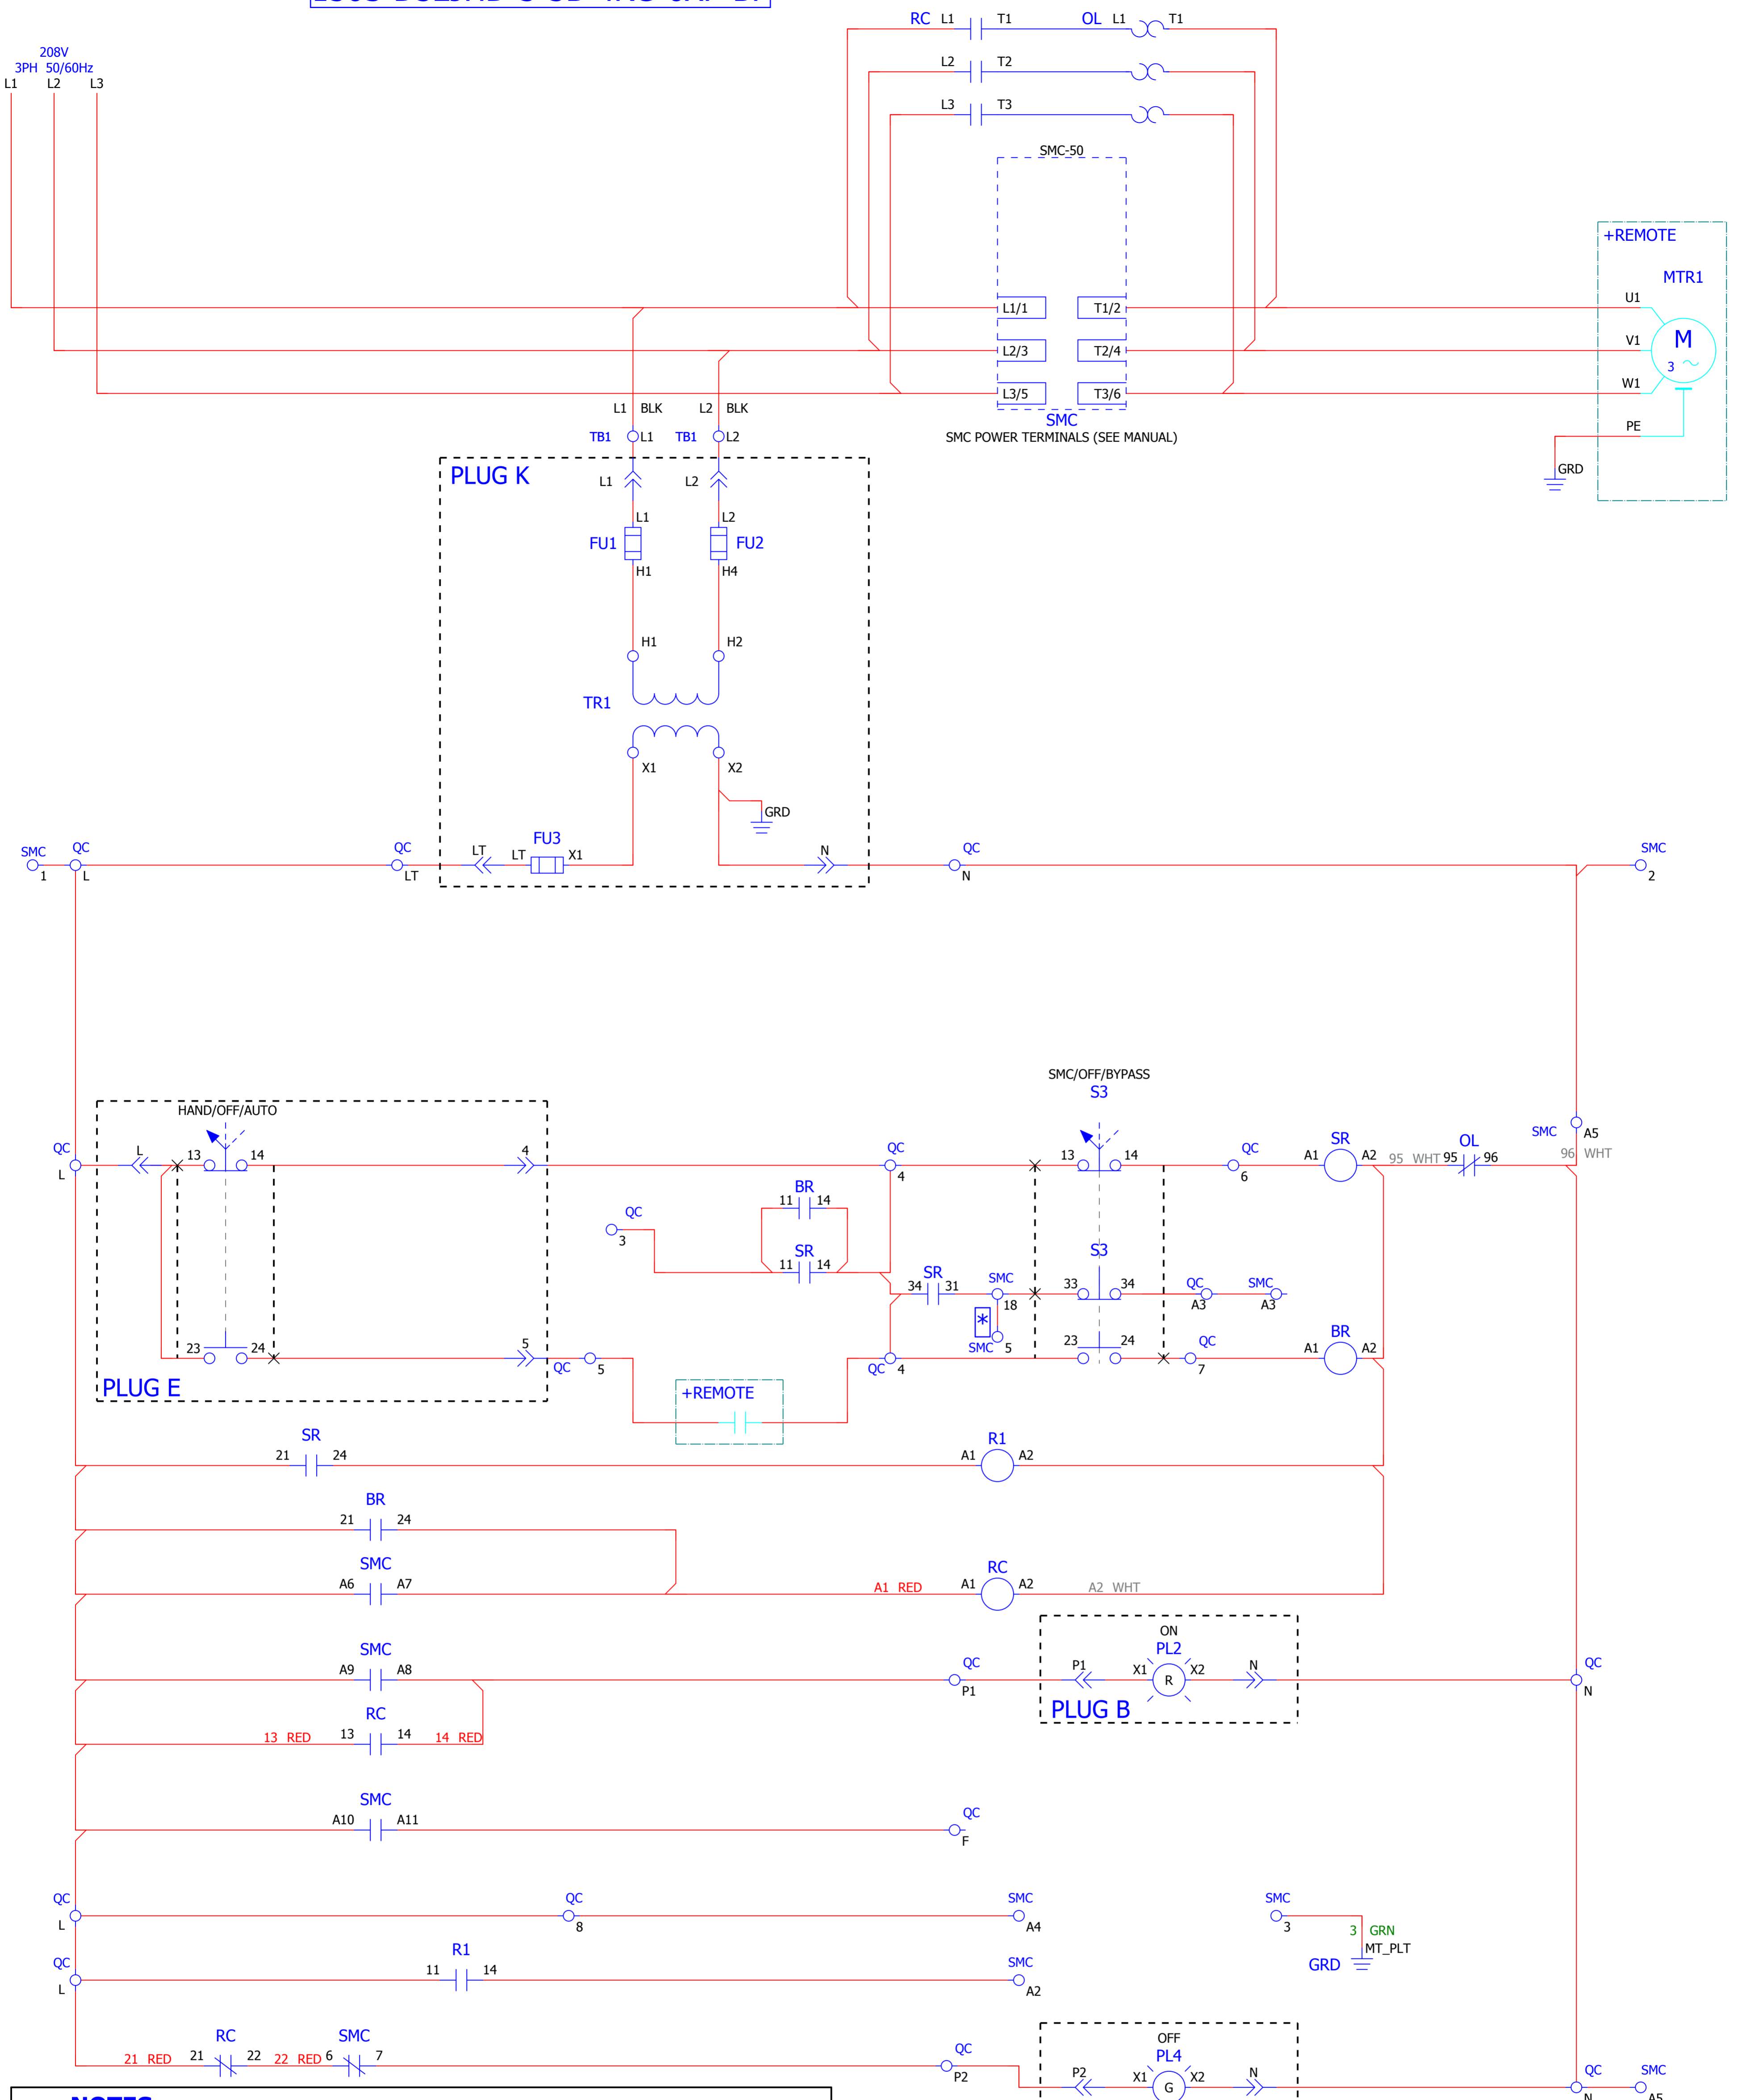 RC L1 T1 OL L1 T1
208V
3PH 50/60Hz
L1 L2 L3
L2 T2
L3 T3
SMC-50
+REMOTE
MTR1
L1/1 T1/2 U1
L2/3 T2/4 V1
M
3
L3/5 T3/6 W1
L1 BLK L2 BLK
SMC
PE
TB1 L1 TB1 L2
SMC POWER TERMINALS (SEE MANUAL)
GRD
PLUG K
L1 L2
L1 L2
FU1 FU2
H1 H4
H1 H2
TR1
X1 X2
GRD
FU3
SMC QC QC LT LT X1 N QC SMC
1 L LT N 2
SMC/OFF/BYPASS
S3
HAND/OFF/AUTO
SMC A5
QC L 13 14 4 QC 13 14 QC SR OL
A1 A2 95 WHT 95 96 96 WHT
L 4 6
BR
11 14
QC
3
SR
11 14
S3
SR
34 31 SMC 33 34 QC SMC
18 A3 A3
*
SMC 5
23 24 5 QC 5 QC 4 23 24 QC 7 BR
A1 A2
PLUG E
+REMOTE
SR
21 24
R1
A1 A2
BR
21 24
SMC
A6 A7
RC
A1 RED A1 A2 A2 WHT
ON
SMC
A9 A8
QC
P1
P1 PL2
X1 R X2 N
QC
N
PLUG B
RC
13 RED 13 14 14 RED
SMC
A10 A11
QC
F
QC QC SMC SMC
L 8 A4 3
3 GRN
MT_PLT
GRD
QC R1 SMC
11 14
L A2
OFF
RC SMC
21 RED 21 22 22 RED 6 7
QC
P2
P2 PL4
X1 G X2 N
QC SMC
N A5